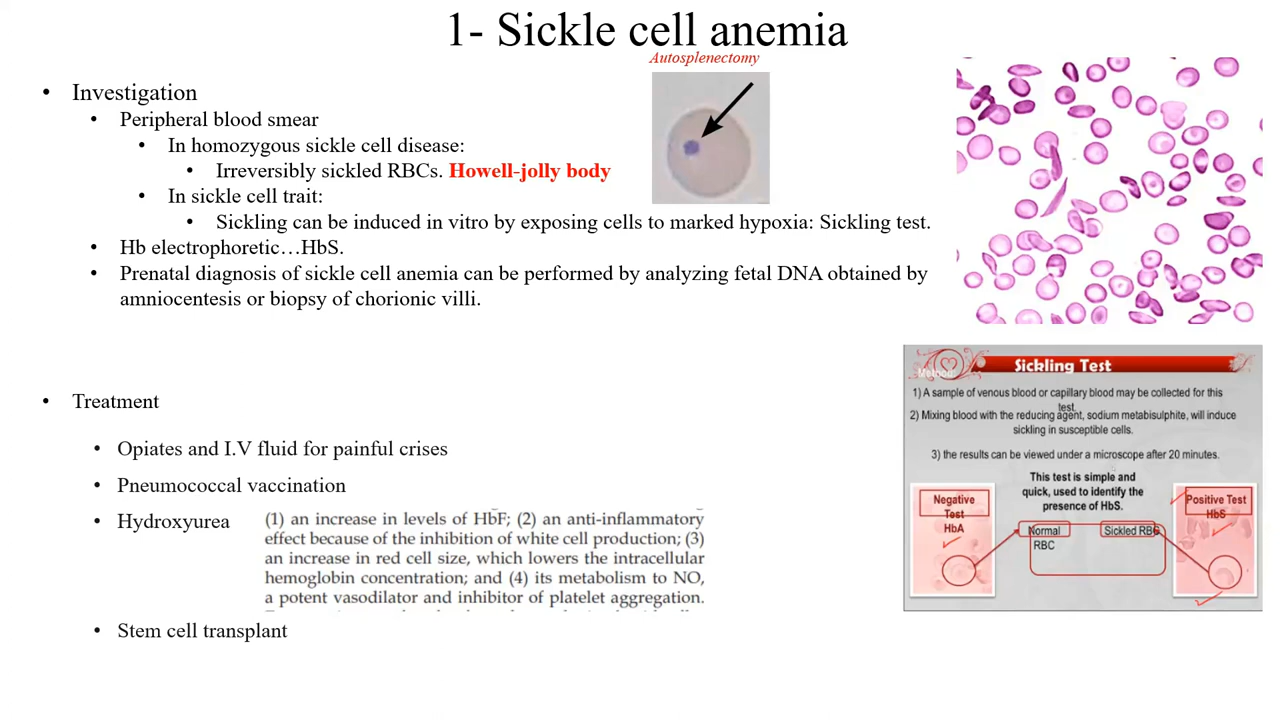 1- Sickle cell anemia
Autosplenectomy
• Investigation
• Peripheral blood smear
• In homozygous sickle cell disease:
• Irreversibly sickled RBCs. Howell-jolly body
• In sickle cell trait:
• Sickling can be induced in vitro by exposing cells to marked hypoxia: Sickling test.
• Hb electrophoretic…HbS.
• Prenatal diagnosis of sickle cell anemia can be performed by analyzing fetal DNA obtained by
amniocentesis or biopsy of chorionic villi.
• Treatment
• Opiates and I.V fluid for painful crises
• Pneumococcal vaccination
• Hydroxyurea
(1) an increase in levels of HbF; (2) an anti-inflammatory
effect because of the inhibition of white cell production; (3)
an increase in red cell size, which lowers the intracellular
hemoglobin concentration; and (4) its metabolism to NO,
a potent vasodilator and inhibitor of platelet aggregation.
• Stem cell transplant
Sickling Test
Method:
1) A sample of venous blood or capillary blood may be collected for this
test.
2) Mixing blood with the reducing agent, sodium metabisulphite, will induce
sickling in susceptible cells.
3) the results can be viewed under a microscope after 20 minutes.
This test is simple and
quick, used to identify the
presence of HbS.
Negative
Test
HbA
Normal
RBC
Sickled RBC
Positive Test
HbS